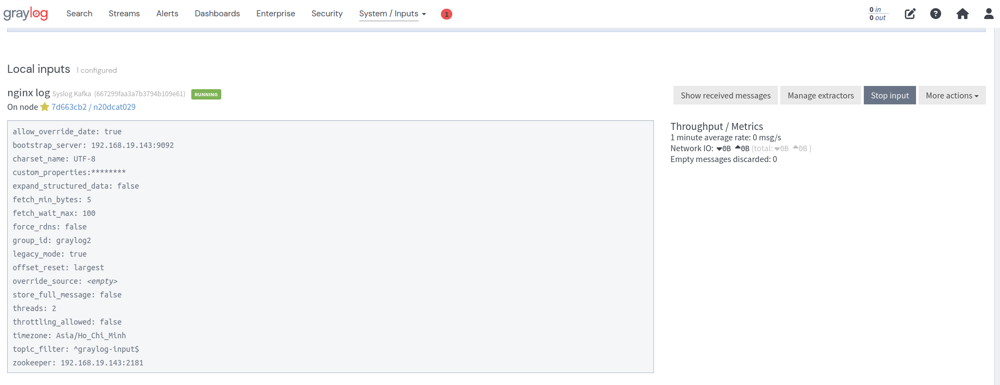 graylog Search Streams Alerts Dashboards Enterprise Security System / Inputs 1 0 in
0 out
Local inputs 1 configured
nginx log Syslog Kafka (667299faa3a7b3794b109e61) RUNNING Show received messages Manage extractors Stop input More actions
On node 7d663cb2 / n20dcat029
allow_override_date: true
bootstrap_server: 192.168.19.143:9092
charset_name: UTF-8
custom_properties:********
expand_structured_data: false
fetch_min_bytes: 5
fetch_wait_max: 100
force_rdns: false
group_id: graylog2
legacy_mode: true
offset_reset: largest
override_source: <empty>
store_full_message: false
threads: 2
throttling_allowed: false
timezone: Asia/Ho_Chi_Minh
topic_filter: ^graylog-input$
zookeeper: 192.168.19.143:2181
Throughput / Metrics
1 minute average rate: 0 msg/s
Network IO: 0B 0B (total: 0B 0B )
Empty messages discarded: 0